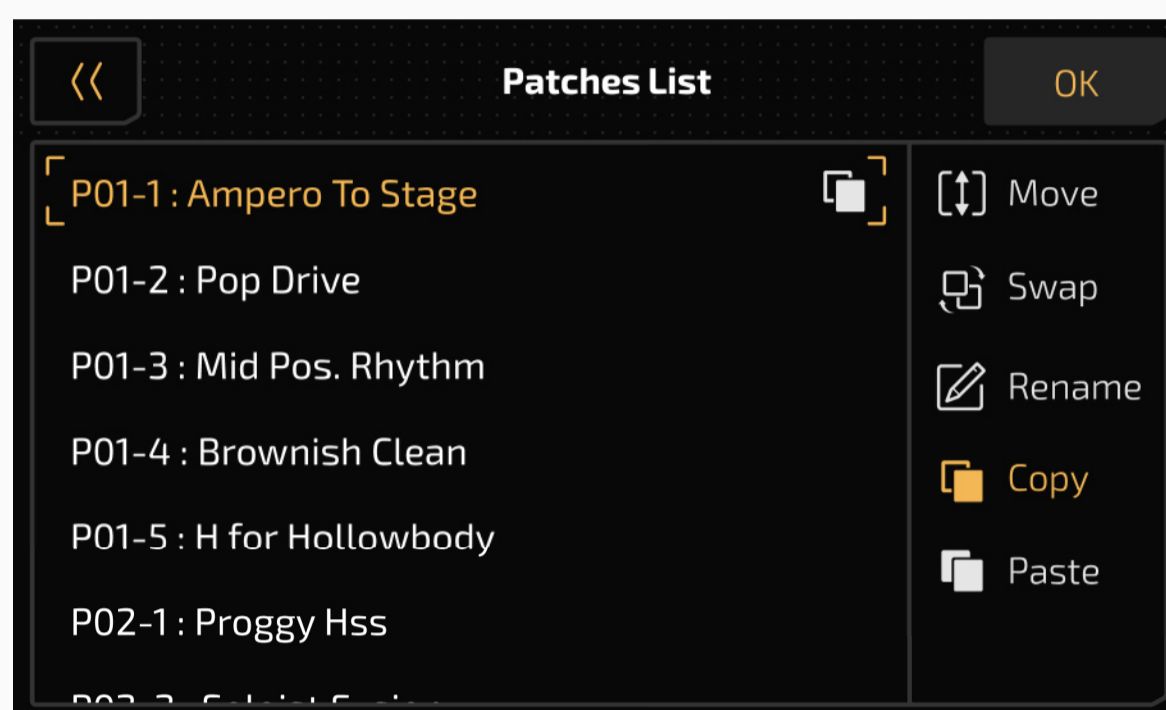 Patches List
OK
P01-1 : Ampero To Stage
P01-2 : Pop Drive
P01-3 : Mid Pos. Rhythm
P01-4 : Brownish Clean
P01-5 : H for Hollowbody
P02-1 : Proggy Hss
Move
Swap
Rename
Copy
Paste